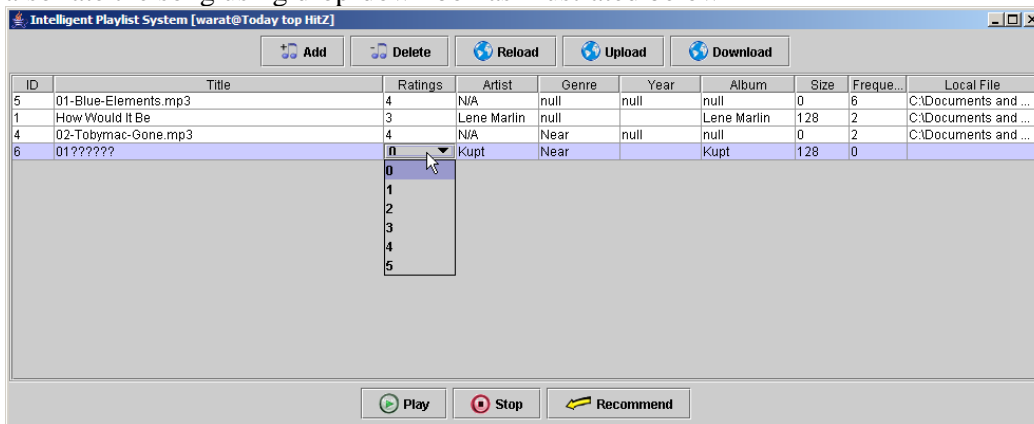 Intelligent Playlist System [warat@Today top HitZ]
Add Delete Reload Upload Download
ID Title Ratings Artist Genre Year Album Size Freque... Local File
5 01-Blue-Elements.mp3 4 N/A null null null 0 6 C:\Documents and ...
1 How Would It Be 3 Lene Marlin null Lene Marlin 128 2 C:\Documents and ...
4 02-Tobymac-Gone.mp3 4 N/A Near null null 0 2 C:\Documents and ...
6 01?????? 0 Kupt Near Kupt 128 0
0
1
2
3
4
5
Play Stop Recommend